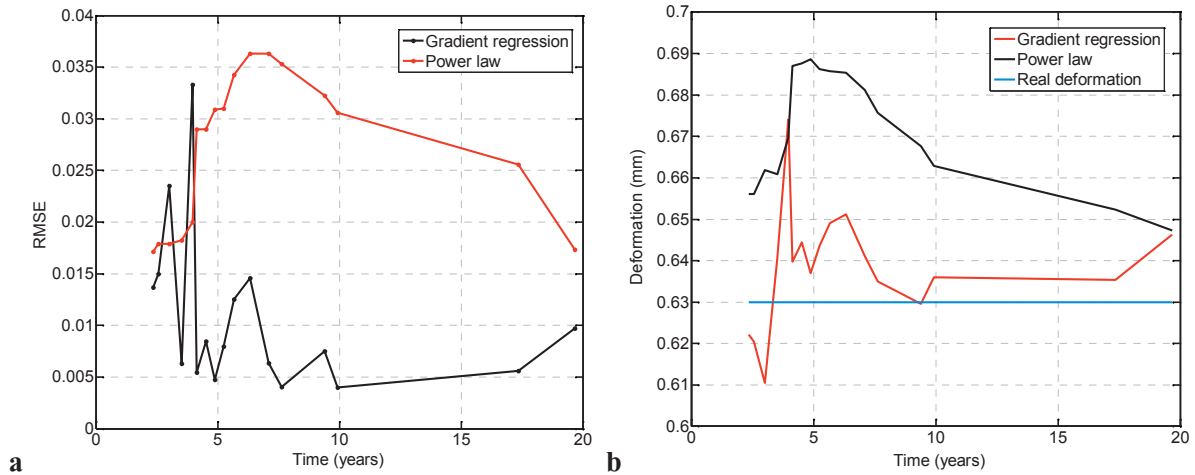 0.04
0.035
0.03
0.025
0.02
0.015
0.01
0.005
0
RMSE
0
5
10
15
20
Time (years)
Gradient regression
Power law
a
0.7
0.69
0.68
0.67
0.66
0.65
0.64
0.63
0.62
0.61
0.6
Deformation (mm)
0
5
10
15
20
Time (years)
Gradient regression
Power law
Real deformation
b